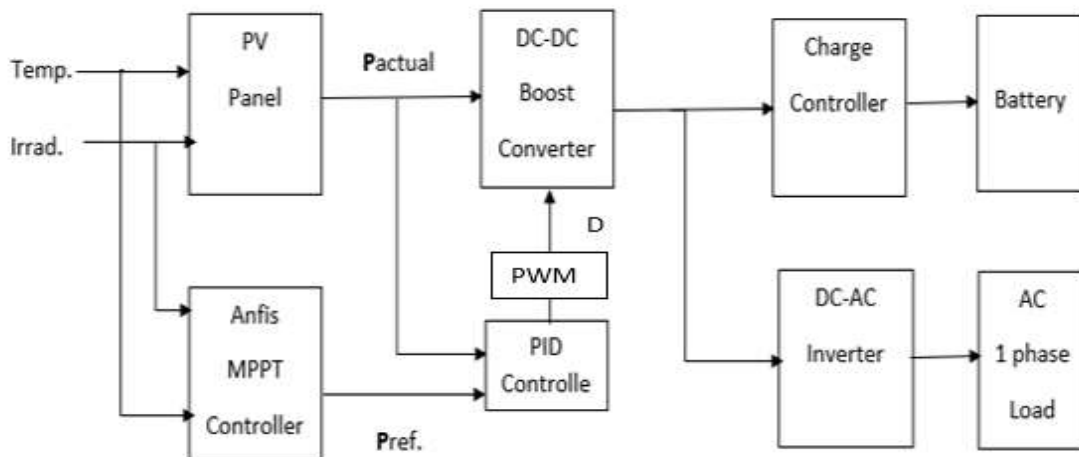 Temp.
Irrad.
PV
Panel
Pactual
DC-DC
Boost
Converter
Charge
Controller
Battery
D
PWM
Anfis
MPPT
Controller
PID
Controlle
Pref.
DC-AC
Inverter
AC
1 phase
Load